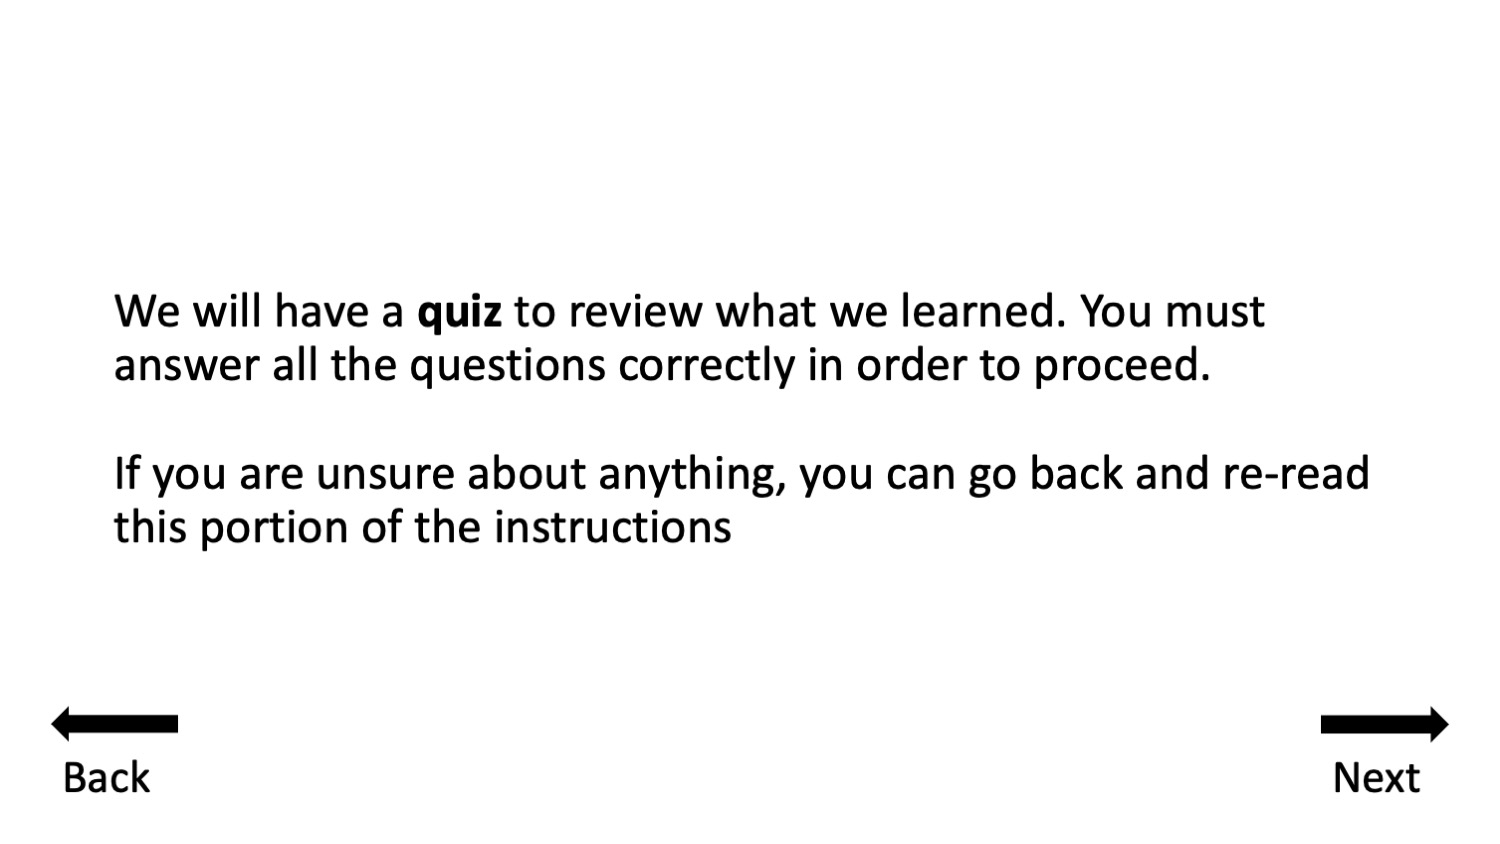 We will have a quiz to review what we learned. You must
answer all the questions correctly in order to proceed.
If you are unsure about anything, you can go back and re-read
this portion of the instructions
Back
Next